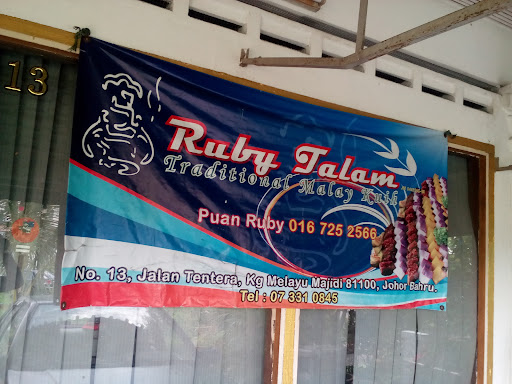 13
Ruby Talam
Traditional Malay Kuih
Puan Ruby 016 725 2566
No. 13, Jalan Tentera, Kg Melayu Majidi 81100, Johor Bahru.
Tel : 07 331 0845